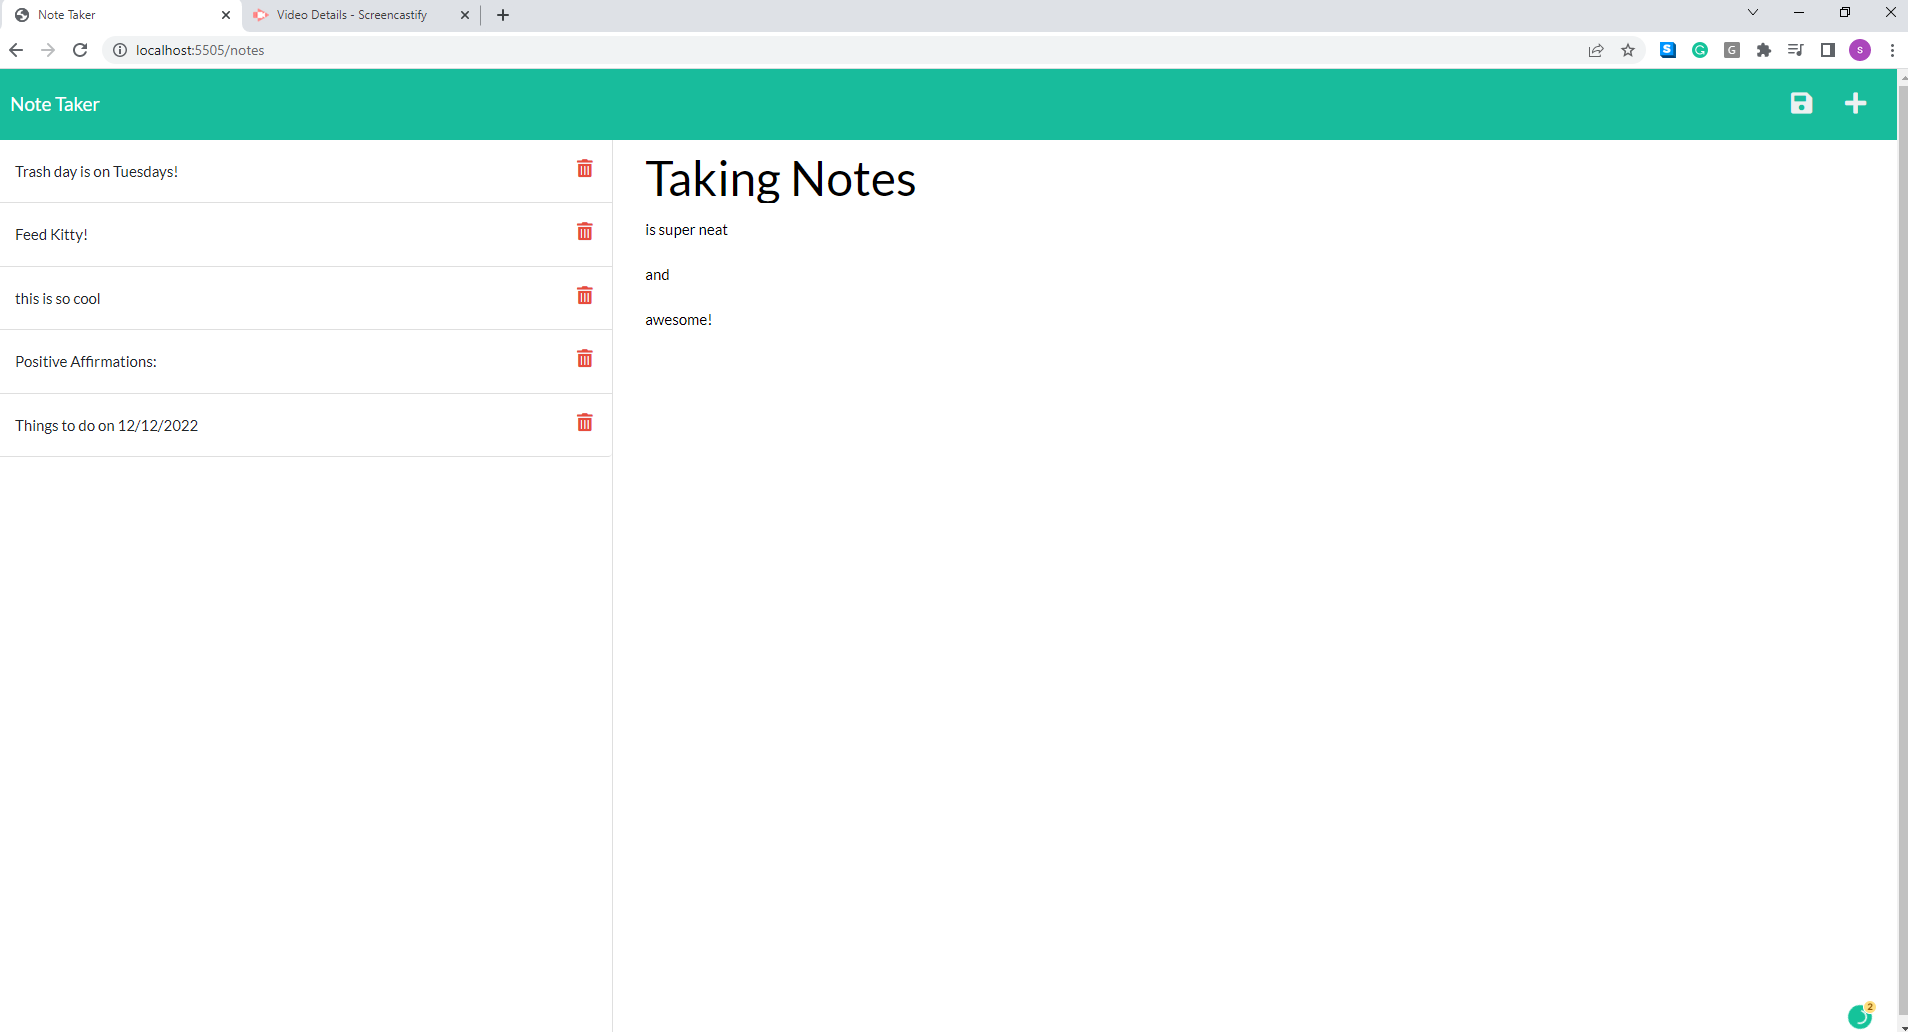 Note Taker
Video Details - Screencastify
localhost:5505/notes
S
G
G
s
Note Taker
Trash day is on Tuesdays!
Feed Kitty!
this is so cool
Positive Affirmations:
Things to do on 12/12/2022
Taking Notes
is super neat
and
awesome!
2